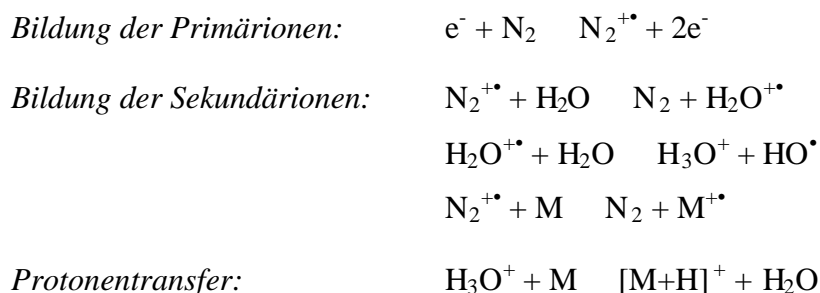 Bildung der Primärionen: e⁻ + N₂ N₂⁺• + 2e⁻
Bildung der Sekundärionen: N₂⁺• + H₂O N₂ + H₂O⁺•
H₂O⁺• + H₂O H₃O⁺ + HO•
N₂⁺• + M N₂ + M⁺•
Protonentransfer: H₃O⁺ + M [M+H]⁺ + H₂O